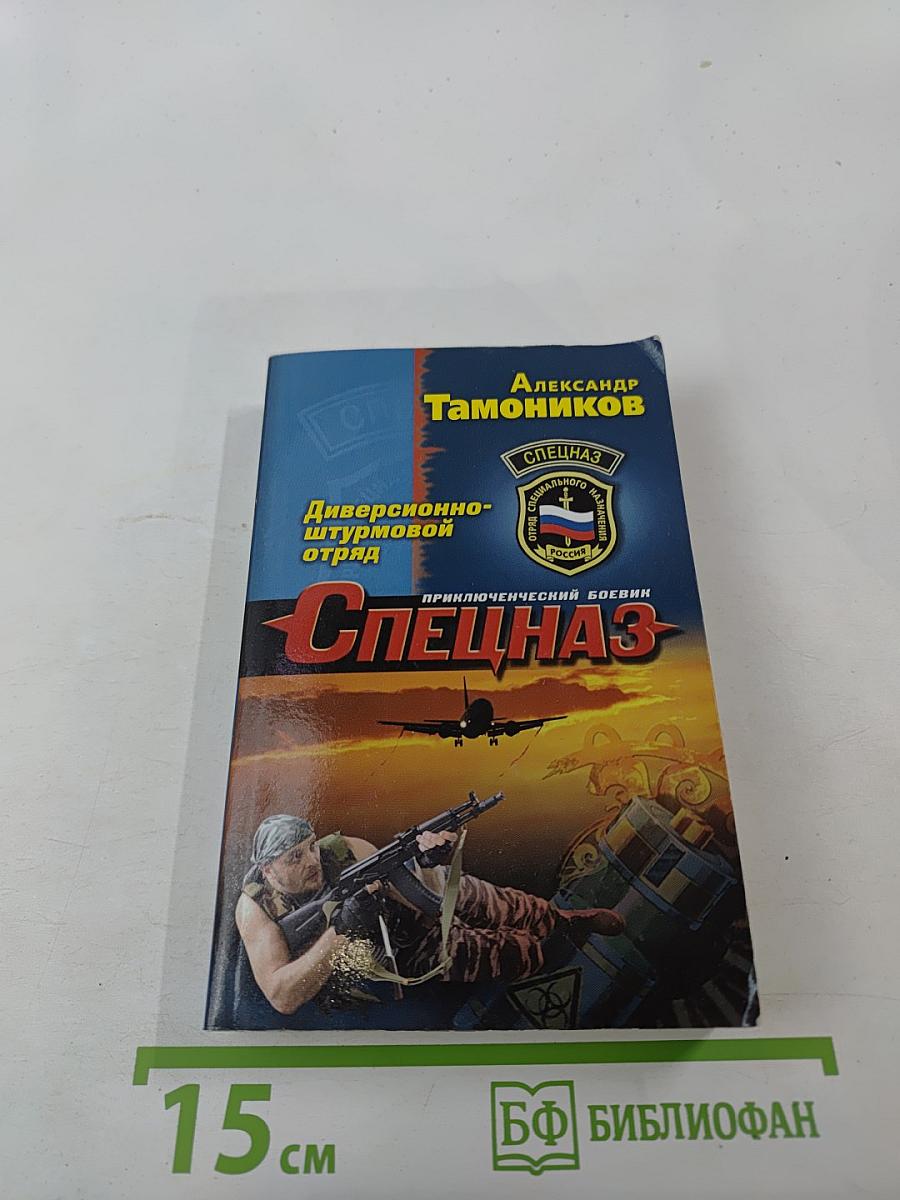 Александр
Тамоников
СПЕЦНАЗ
ОТРЯД СПЕЦИАЛЬНОГО НАЗНАЧЕНИЯ
РОССИЯ
Диверсионно-
штурмовой
отряд
ПРИКЛЮЧЕНЧЕСКИЙ БОЕВИК
Спецназ
15 см
БФ БИБЛИОФАН